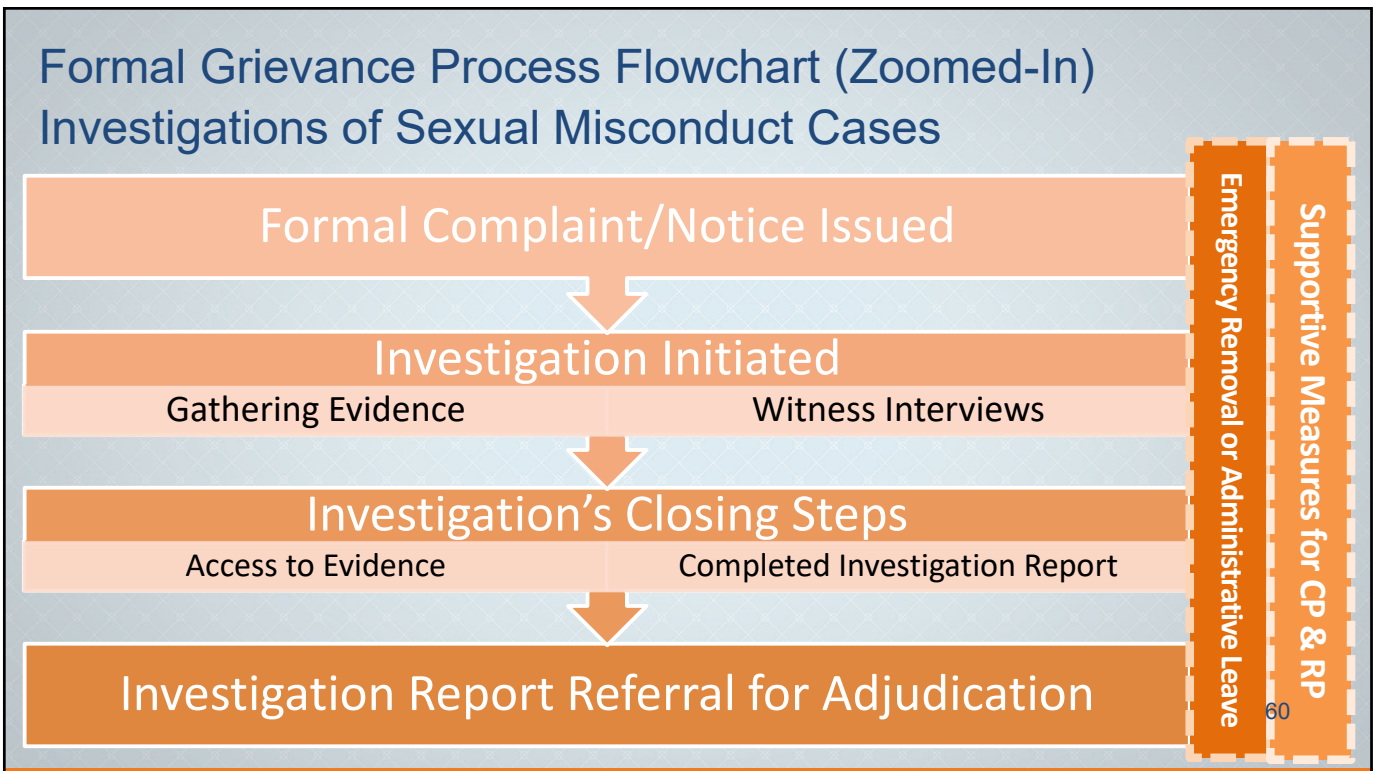 Formal Grievance Process Flowchart (Zoomed-In)
Investigations of Sexual Misconduct Cases
Formal Complaint/Notice Issued
Investigation Initiated
Gathering Evidence
Witness Interviews
Investigation’s Closing Steps
Access to Evidence
Completed Investigation Report
Investigation Report Referral for Adjudication
Emergency Removal or Administrative Leave
Supportive Measures for CP & RP
60